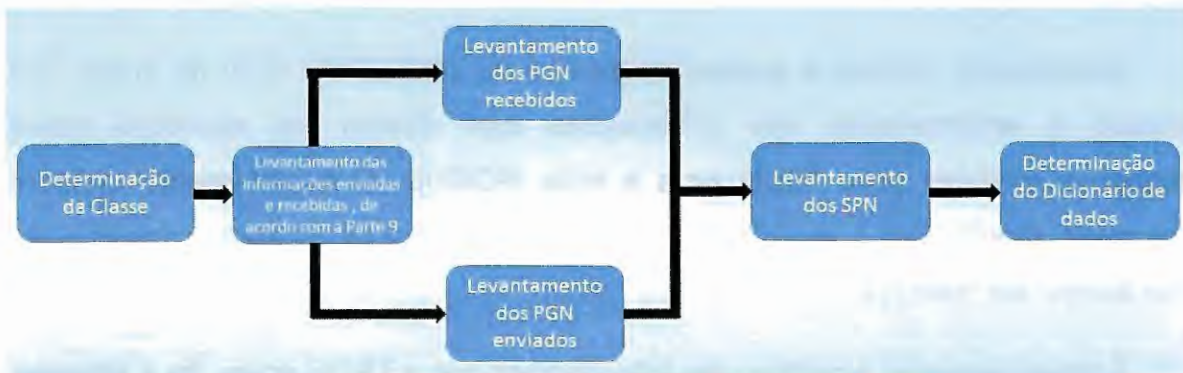 Determinação
da Classe
Levantamento das
informações enviadas
e recebidas , de
acordo com a Parte 9
Levantamento
dos PGN
recebidos
Levantamento
dos PGN
enviados
Levantamento
dos SPN
Determinação
do Dicionário de
dados